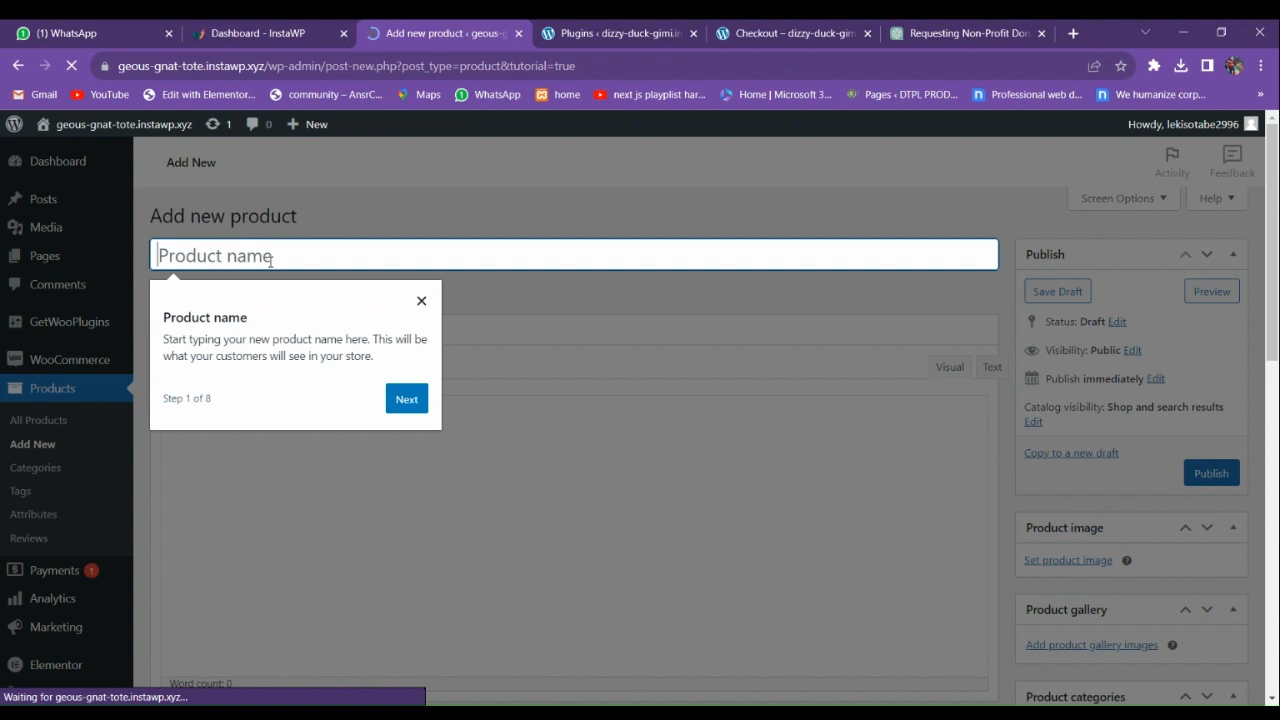 (1) WhatsApp
Dashboard - InstaWP
Add new product ‹ geous-g
Plugins ‹ dizzy-duck-gimi.in
Checkout – dizzy-duck-gim
Requesting Non-Profit Don
geous-gnat-tote.instawp.xyz/wp-admin/post-new.php?post_type=product&tutorial=true
Gmail
YouTube
Edit with Elementor...
community – AnsrC...
Maps
WhatsApp
home
next js playplist har...
Home | Microsoft 3...
Pages ‹ DTPL PROD...
Professional web d...
We humanize corp...
»
geous-gnat-tote.instawp.xyz
1
0
New
Howdy, lekisotabe2996
Dashboard
Posts
Media
Pages
Comments
GetWooPlugins
WooCommerce
Products
All Products
Add New
Categories
Tags
Attributes
Reviews
Payments 1
Analytics
Marketing
Elementor
Add New
Activity
Feedback
Screen Options
Help
Add new product
Product name
Product name
Start typing your new product name here. This will be
what your customers will see in your store.
Step 1 of 8
Next
Visual
Text
Word count: 0
Publish
Save Draft
Preview
Status: Draft Edit
Visibility: Public Edit
Publish immediately Edit
Catalog visibility: Shop and search results
Edit
Copy to a new draft
Publish
Product image
Set product image
Product gallery
Add product gallery images
Product categories
Waiting for geous-gnat-tote.instawp.xyz...